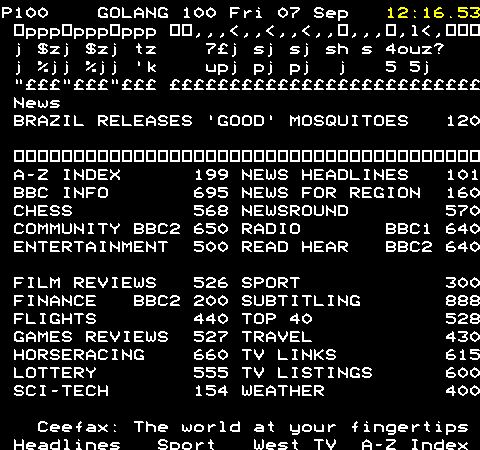 P100 GOLANG 100 Fri 07 Sep 12:16.53
▯ppp▯ppp▯ppp ▯▯,,,<,,<,,<,,,▯,l<,▯▯▯
j $zj $zj tz 7£j sj sj sh s 4ouz?
j ¾jj ¾jj 'k upj pj pj j 5 5j
"£££"£££"£££ £££££££££££££££££££££££££
News
BRAZIL RELEASES 'GOOD' MOSQUITOES 120
▯▯▯▯▯▯▯▯▯▯▯▯▯▯▯▯▯▯▯▯▯▯▯▯▯▯▯▯▯▯▯▯▯▯▯▯▯▯▯
A-Z INDEX 199 NEWS HEADLINES 101
BBC INFO 695 NEWS FOR REGION 160
CHESS 568 NEWSROUND 570
COMMUNITY BBC2 650 RADIO BBC1 640
ENTERTAINMENT 500 READ HEAR BBC2 640
FILM REVIEWS 526 SPORT 300
FINANCE BBC2 200 SUBTITLING 888
FLIGHTS 440 TOP 40 528
GAMES REVIEWS 527 TRAVEL 430
HORSERACING 660 TV LINKS 615
LOTTERY 555 TV LISTINGS 600
SCI-TECH 154 WEATHER 400
Ceefax: The world at your fingertips
Headlines Sport West TV A-Z Index